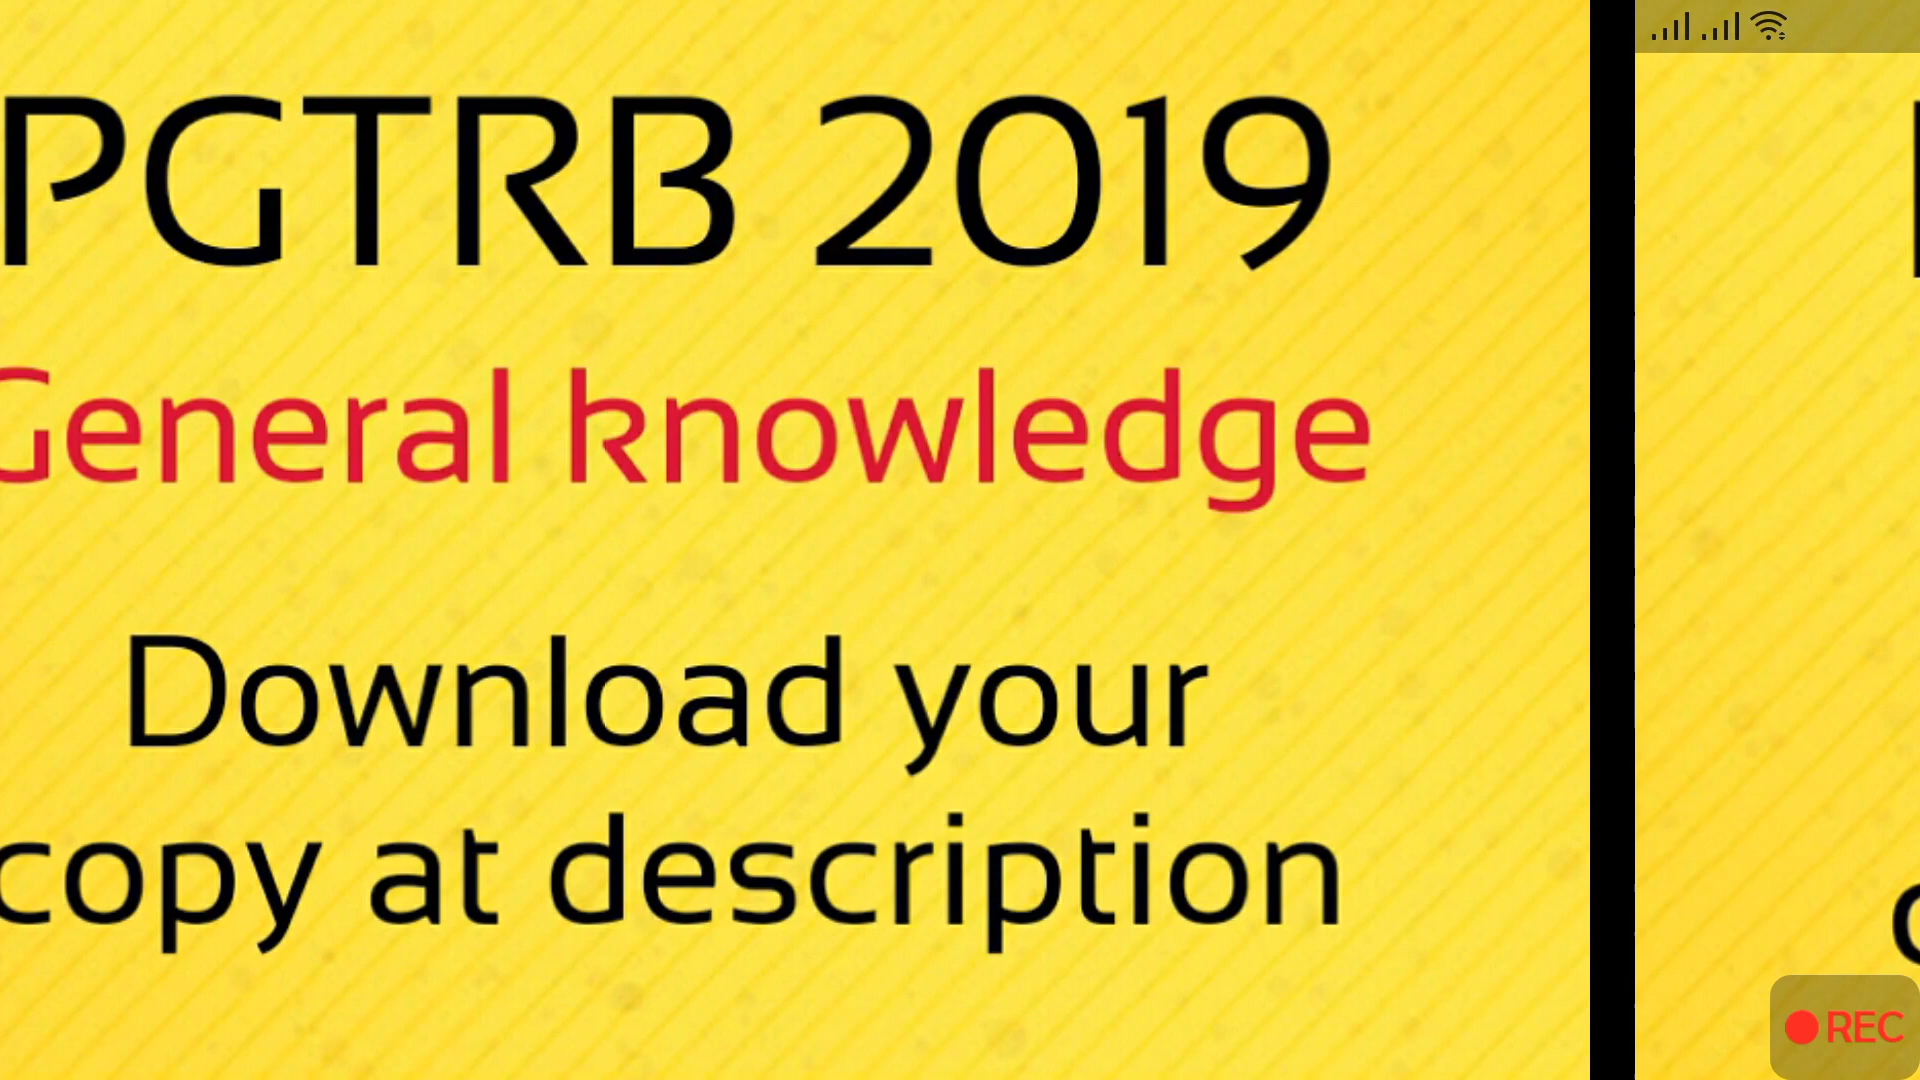 PGTRB 2019
General knowledge
Download your
copy at description
REC